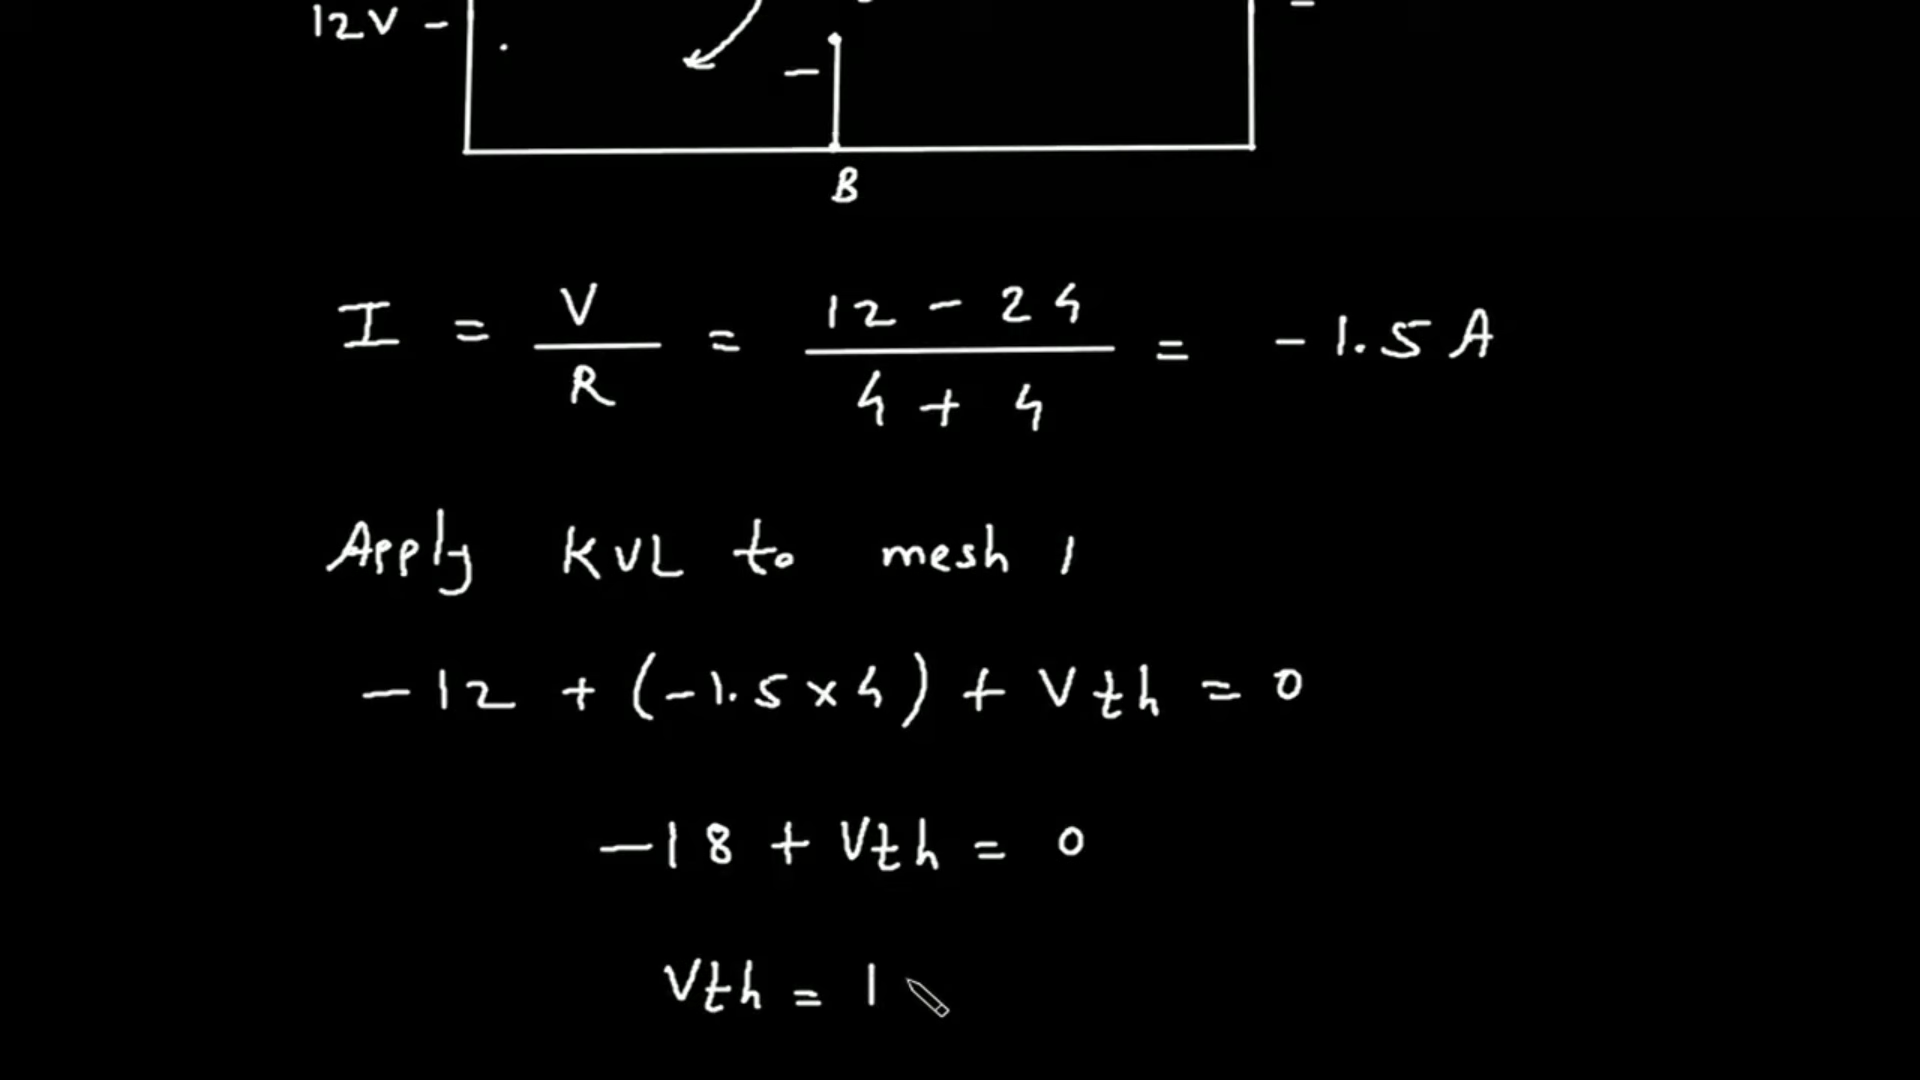 12V -
-
B
I = V/R = (12 - 24)/(4 + 4) = - 1.5 A
Apply KVL to mesh 1
-12 + (-1.5 × 4) + Vth = 0
-18 + Vth = 0
Vth = 1